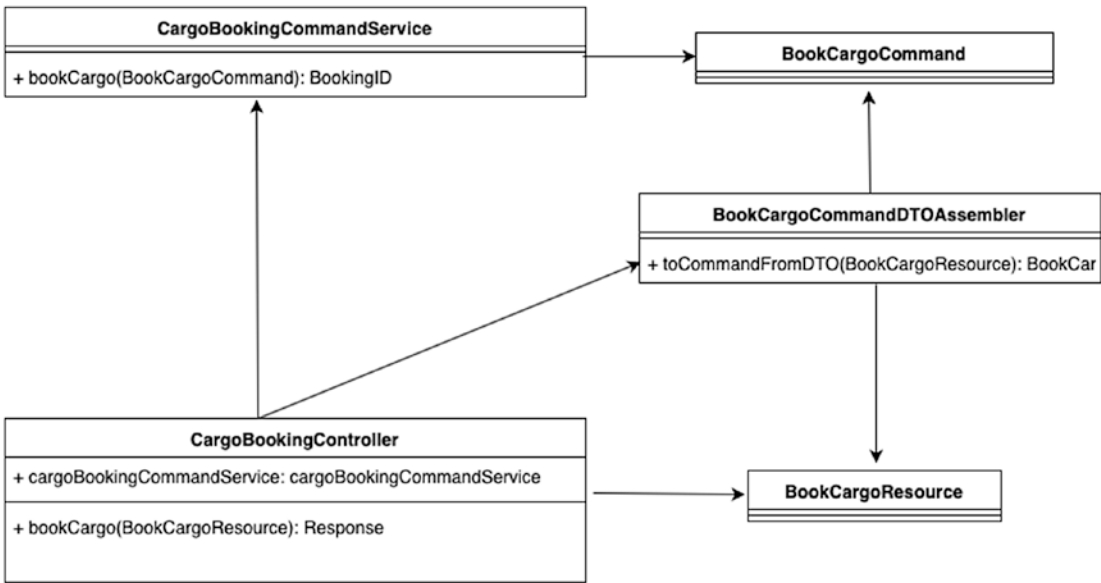 CargoBookingCommandService
+ bookCargo(BookCargoCommand): BookingID
BookCargoCommand
BookCargoCommandDTOAssembler
+ toCommandFromDTO(BookCargoResource): BookCar
CargoBookingController
+ cargoBookingCommandService: cargoBookingCommandService
+ bookCargo(BookCargoResource): Response
BookCargoResource